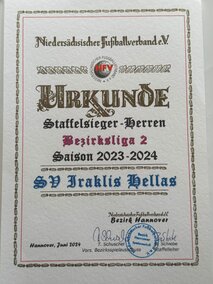 Niedersächsischer Fußballverband e.V.
NFV
URKUNDE
Staffelsieger-Herren
Bezirksliga 2
Saison 2023-2024
SV Iraklis Hellas
Niedersächsischer Fußballverband e.V.
Bezirk Hannover
Hannover, Juni 2024